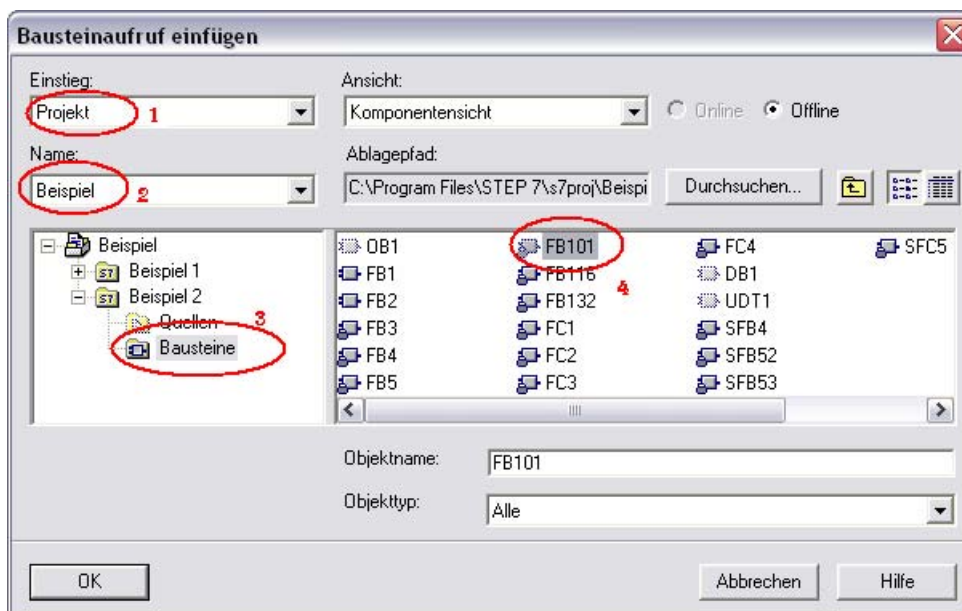 Bausteinaufruf einfügen
Einstieg:
Projekt
1
Ansicht:
Komponentensicht
Online
Offline
Name:
Beispiel
2
Ablagepfad:
C:\Program Files\STEP 7\s7proj\Beispi
Durchsuchen...
Beispiel
Beispiel 1
Beispiel 2
Quellen
3
Bausteine
OB1
FB1
FB2
FB3
FB4
FB5
FB101
FB116
4
FB132
FC1
FC2
FC3
FC4
DB1
UDT1
SFB4
SFB52
SFB53
SFC5
Objektname:
FB101
Objekttyp:
Alle
OK
Abbrechen
Hilfe